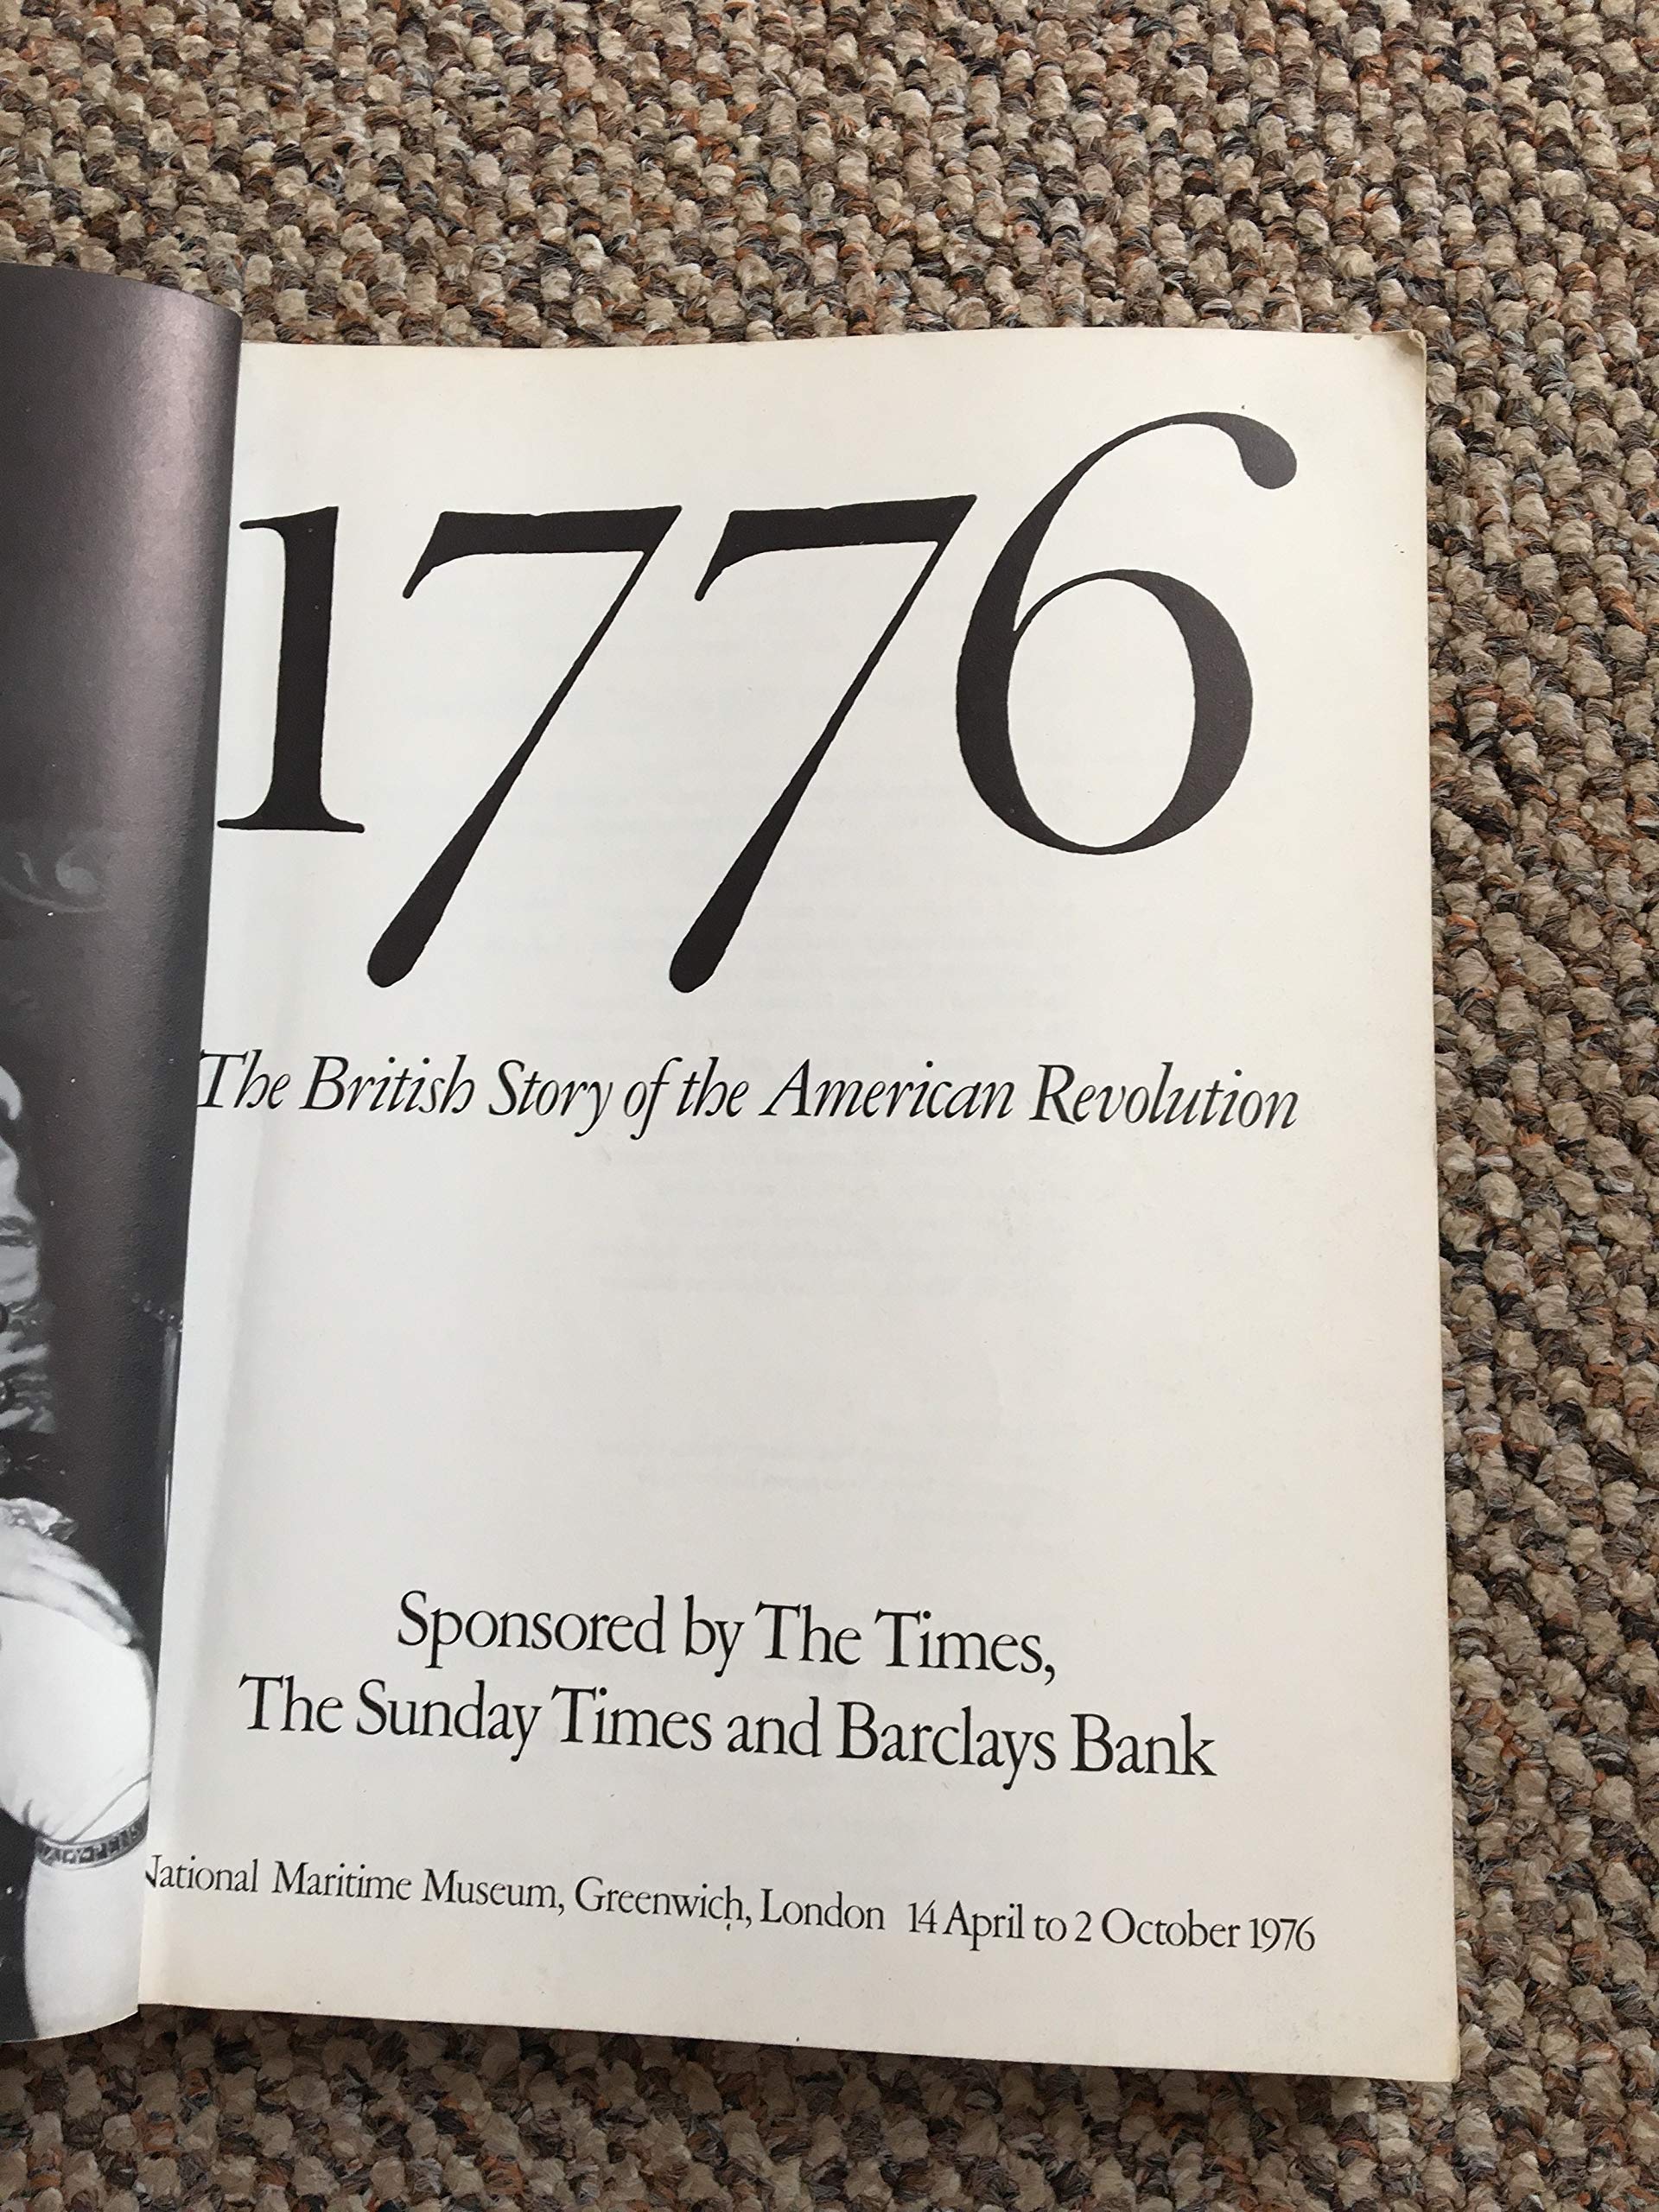 1776
The British Story of the American Revolution
Sponsored by The Times,
The Sunday Times and Barclays Bank
National Maritime Museum, Greenwich, London 14 April to 2 October 1976